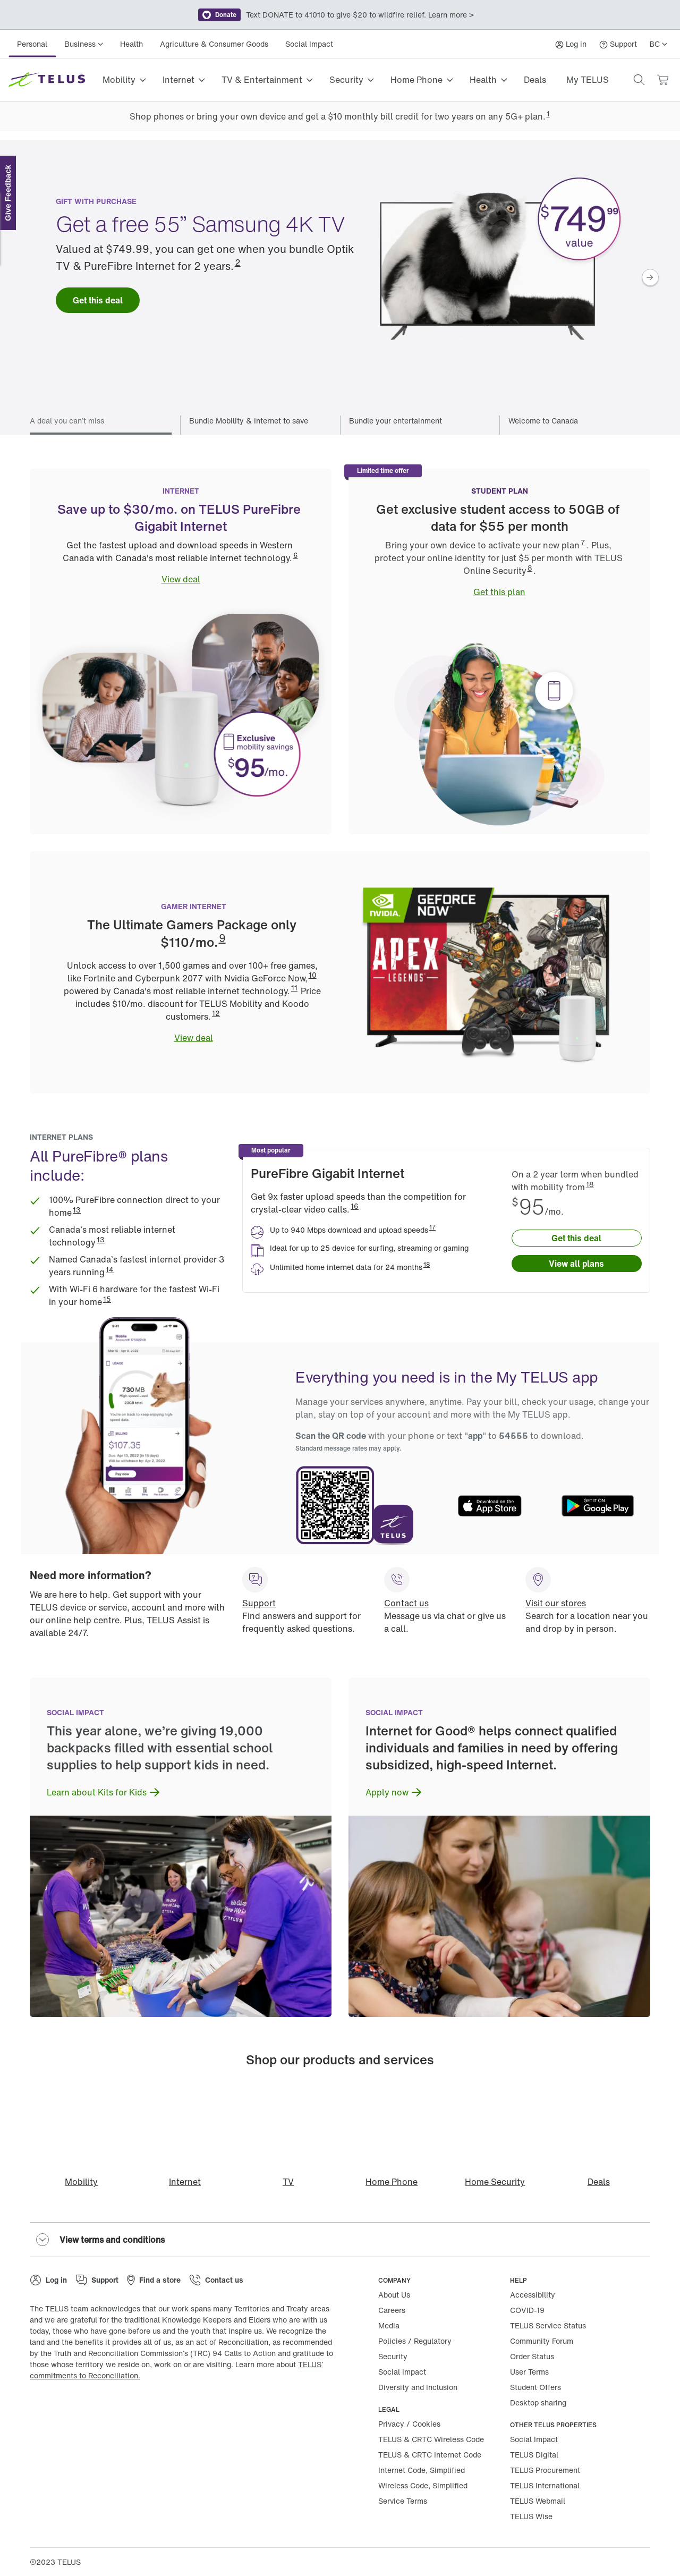 Donate Text DONATE to 41010 to give $20 to wildfire relief. Learn more >
Personal Business Health Agriculture & Consumer Goods Social Impact Log in Support BC
TELUS Mobility Internet TV & Entertainment Security Home Phone Health Deals My TELUS
Shop phones or bring your own device and get a $10 monthly bill credit for two years on any 5G+ plan.1
Give Feedback
GIFT WITH PURCHASE
Get a free 55” Samsung 4K TV
Valued at $749.99, you can get one when you bundle Optik
TV & PureFibre Internet for 2 years.2
Get this deal
$749.99
value
A deal you can't miss
Bundle Mobility & Internet to save
Bundle your entertainment
Welcome to Canada
INTERNET
Save up to $30/mo. on TELUS PureFibre
Gigabit Internet
Get the fastest upload and download speeds in Western
Canada with Canada's most reliable internet technology.6
View deal
Exclusive
mobility savings
$95/mo.
Limited time offer
STUDENT PLAN
Get exclusive student access to 50GB of
data for $55 per month
Bring your own device to activate your new plan7. Plus,
protect your online identity for just $5 per month with TELUS
Online Security8.
Get this plan
GAMER INTERNET
The Ultimate Gamers Package only
$110/mo.9
Unlock access to over 1,500 games and over 100+ free games,
like Fortnite and Cyberpunk 2077 with Nvidia GeForce Now,10
powered by Canada's most reliable internet technology.11 Price
includes $10/mo. discount for TELUS Mobility and Koodo
customers.12
View deal
NVIDIA
GEFORCE
NOW
APEX
LEGENDS
INTERNET PLANS
All PureFibre® plans
include:
100% PureFibre connection direct to your
home13
Canada's most reliable internet
technology13
Named Canada's fastest internet provider 3
years running14
With Wi-Fi 6 hardware for the fastest Wi-Fi
in your home15
Most popular
PureFibre Gigabit Internet
Get 9x faster upload speeds than the competition for
crystal-clear video calls.16
Up to 940 Mbps download and upload speeds17
Ideal for up to 25 device for surfing, streaming or gaming
Unlimited home internet data for 24 months18
On a 2 year term when bundled
with mobility from18
$95/mo.
Get this deal
View all plans
Mobile
730 MB
BILLING
$107.35
Pay now
Everything you need is in the My TELUS app
Manage your services anywhere, anytime. Pay your bill, check your usage, change your
plan, stay on top of your account and more with the My TELUS app.
Scan the QR code with your phone or text "app" to 54555 to download.
Standard message rates may apply.
TELUS
Download on the
App Store
GET IT ON
Google Play
Need more information?
We are here to help. Get support with your
TELUS device or service, account and more with
our online help centre. Plus, TELUS Assist is
available 24/7.
Support
Find answers and support for
frequently asked questions.
Contact us
Message us via chat or give us
a call.
Visit our stores
Search for a location near you
and drop by in person.
SOCIAL IMPACT
This year alone, we’re giving 19,000
backpacks filled with essential school
supplies to help support kids in need.
Learn about Kits for Kids
SOCIAL IMPACT
Internet for Good® helps connect qualified
individuals and families in need by offering
subsidized, high-speed Internet.
Apply now
Shop our products and services
Mobility Internet TV Home Phone Home Security Deals
View terms and conditions
Log in Support Find a store Contact us
The TELUS team acknowledges that our work spans many Territories and Treaty areas
and we are grateful for the traditional Knowledge Keepers and Elders who are with us
today, those who have gone before us and the youth that inspire us. We recognize the
land and the benefits it provides all of us, as an act of Reconciliation, as recommended
by the Truth and Reconciliation Commission's (TRC) 94 Calls to Action and gratitude to
those whose territory we reside on, work on or are visiting. Learn more about TELUS'
commitments to Reconciliation.
COMPANY
About Us
Careers
Media
Policies / Regulatory
Security
Social Impact
Diversity and Inclusion
LEGAL
Privacy / Cookies
TELUS & CRTC Wireless Code
TELUS & CRTC Internet Code
Internet Code, Simplified
Wireless Code, Simplified
Service Terms
HELP
Accessibility
COVID-19
TELUS Service Status
Community Forum
Order Status
User Terms
Student Offers
Desktop sharing
OTHER TELUS PROPERTIES
Social Impact
TELUS Digital
TELUS Procurement
TELUS International
TELUS Webmail
TELUS Wise
©2023 TELUS